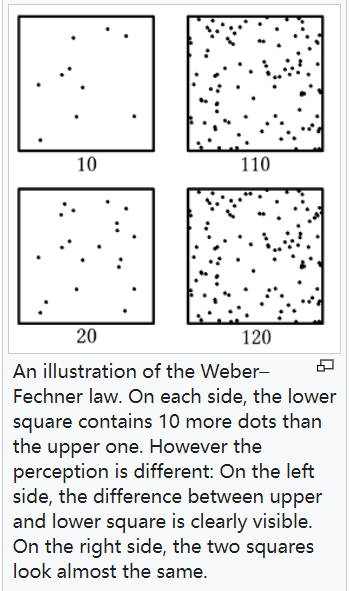 10 110
20 120
An illustration of the Weber–
Fechner law. On each side, the lower
square contains 10 more dots than
the upper one. However the
perception is different: On the left
side, the difference between upper
and lower square is clearly visible.
On the right side, the two squares
look almost the same.